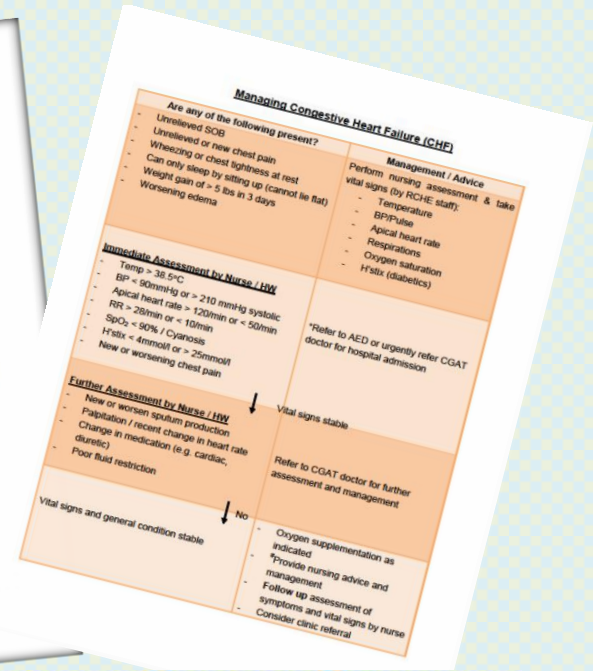 Managing Congestive Heart Failure (CHF)
Are any of the following present?
- Unrelieved SOB
- Unrelieved or new chest pain
- Wheezing or chest tightness at rest
- Can only sleep by sitting up (cannot lie flat)
- Weight gain of > 5 lbs in 3 days
- Worsening edema
Management / Advice
Perform nursing assessment & take
vital signs (by RCHE staff):
- Temperature
- BP/Pulse
- Apical heart rate
- Respirations
- Oxygen saturation
- H'stix (diabetics)
Immediate Assessment by Nurse / HW
- Temp > 38.5°C
- BP < 90mmHg or > 210 mmHg systolic
- Apical heart rate > 120/min or < 50/min
- RR > 28/min or < 10/min
- SpO₂ < 90% / Cyanosis
- H'stix < 4mmol/l or > 25mmol/l
- New or worsening chest pain
*Refer to AED or urgently refer CGAT
doctor for hospital admission
Vital signs stable
Further Assessment by Nurse / HW
- New or worsen sputum production
- Palpitation / recent change in heart rate
- Change in medication (e.g. cardiac,
diuretic)
- Poor fluid restriction
Refer to CGAT doctor for further
assessment and management
No
Vital signs and general condition stable
- Oxygen supplementation as
indicated
- #Provide nursing advice and
management
- Follow up assessment of
symptoms and vital signs by nurse
- Consider clinic referral